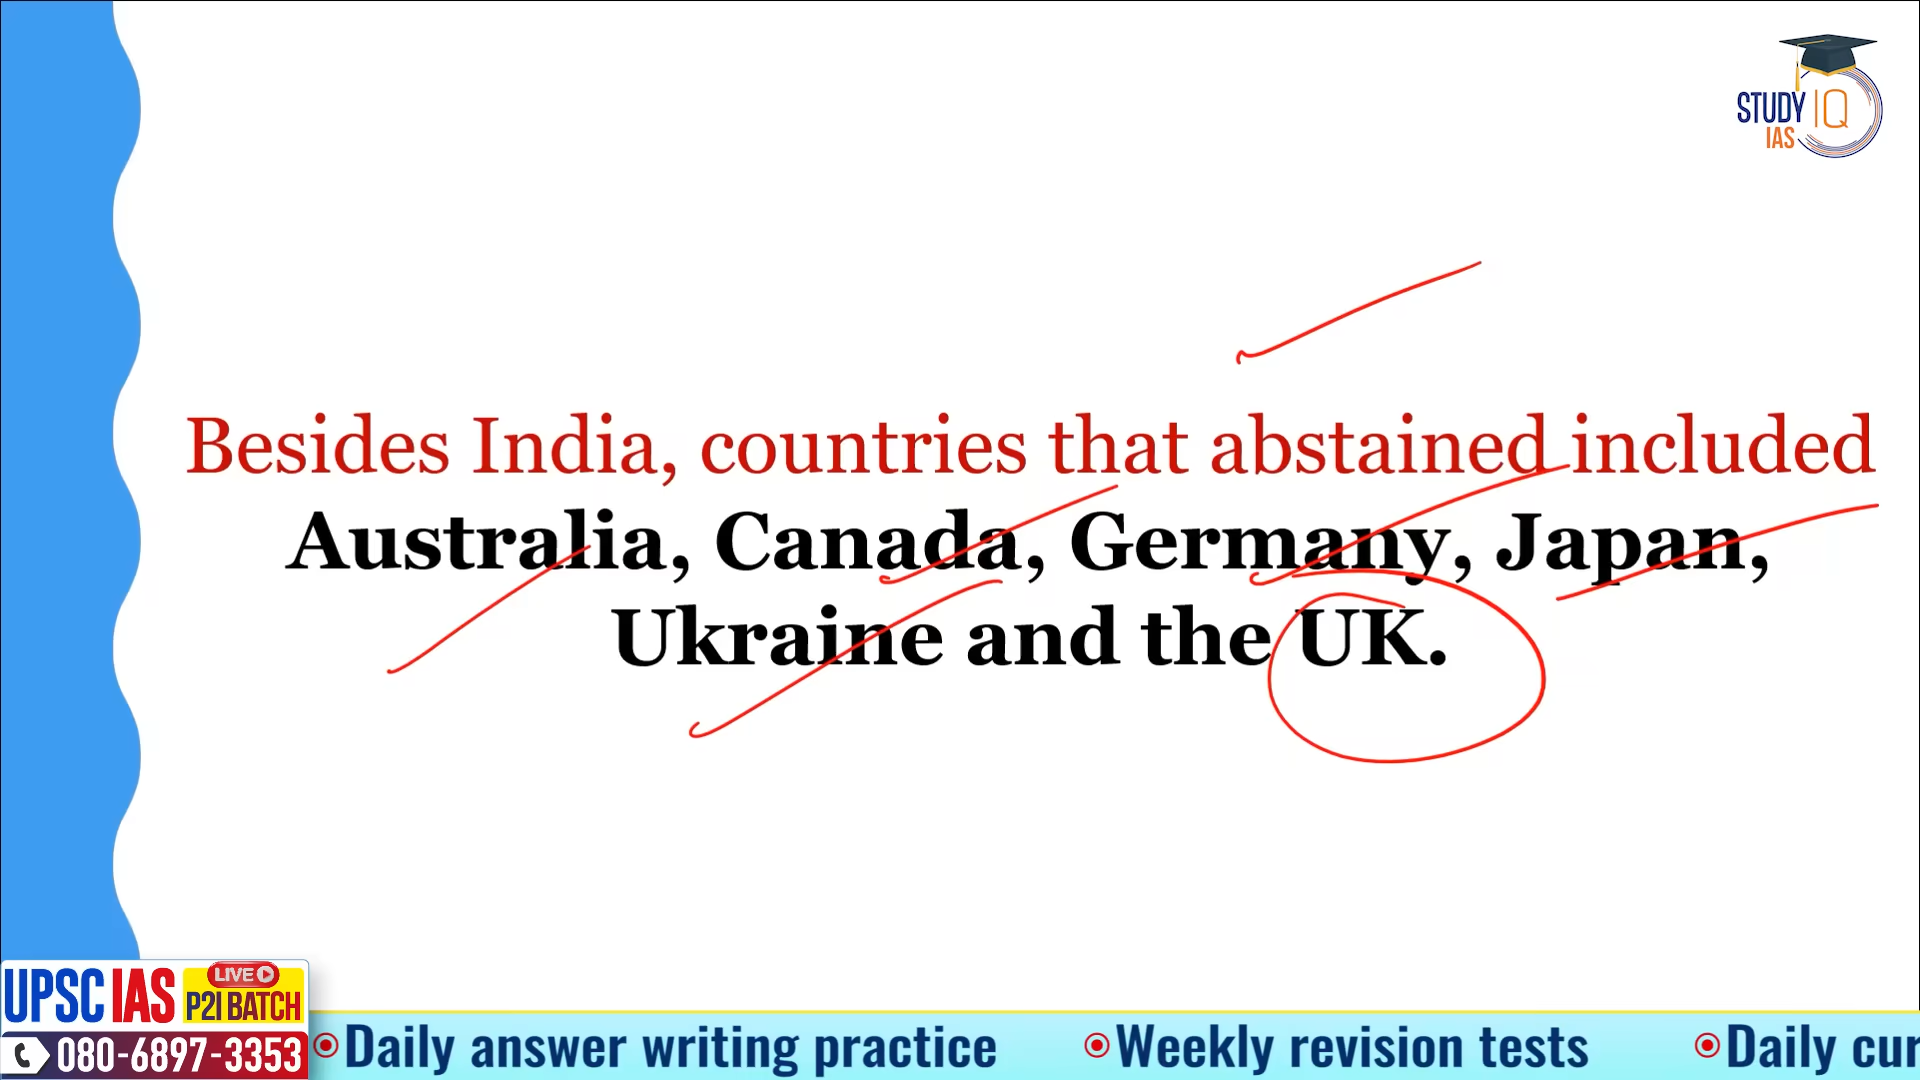 STUDY IQ
IAS
Besides India, countries that abstained included
Australia, Canada, Germany, Japan,
Ukraine and the UK.
UPSC IAS LIVE P2I BATCH
080-6897-3353
Daily answer writing practice Weekly revision tests Daily cur